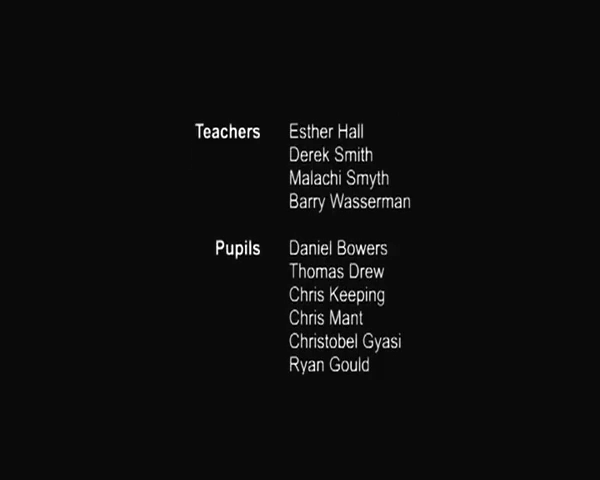 Teachers Esther Hall
Derek Smith
Malachi Smyth
Barry Wasserman
Pupils Daniel Bowers
Thomas Drew
Chris Keeping
Chris Mant
Christobel Gyasi
Ryan Gould